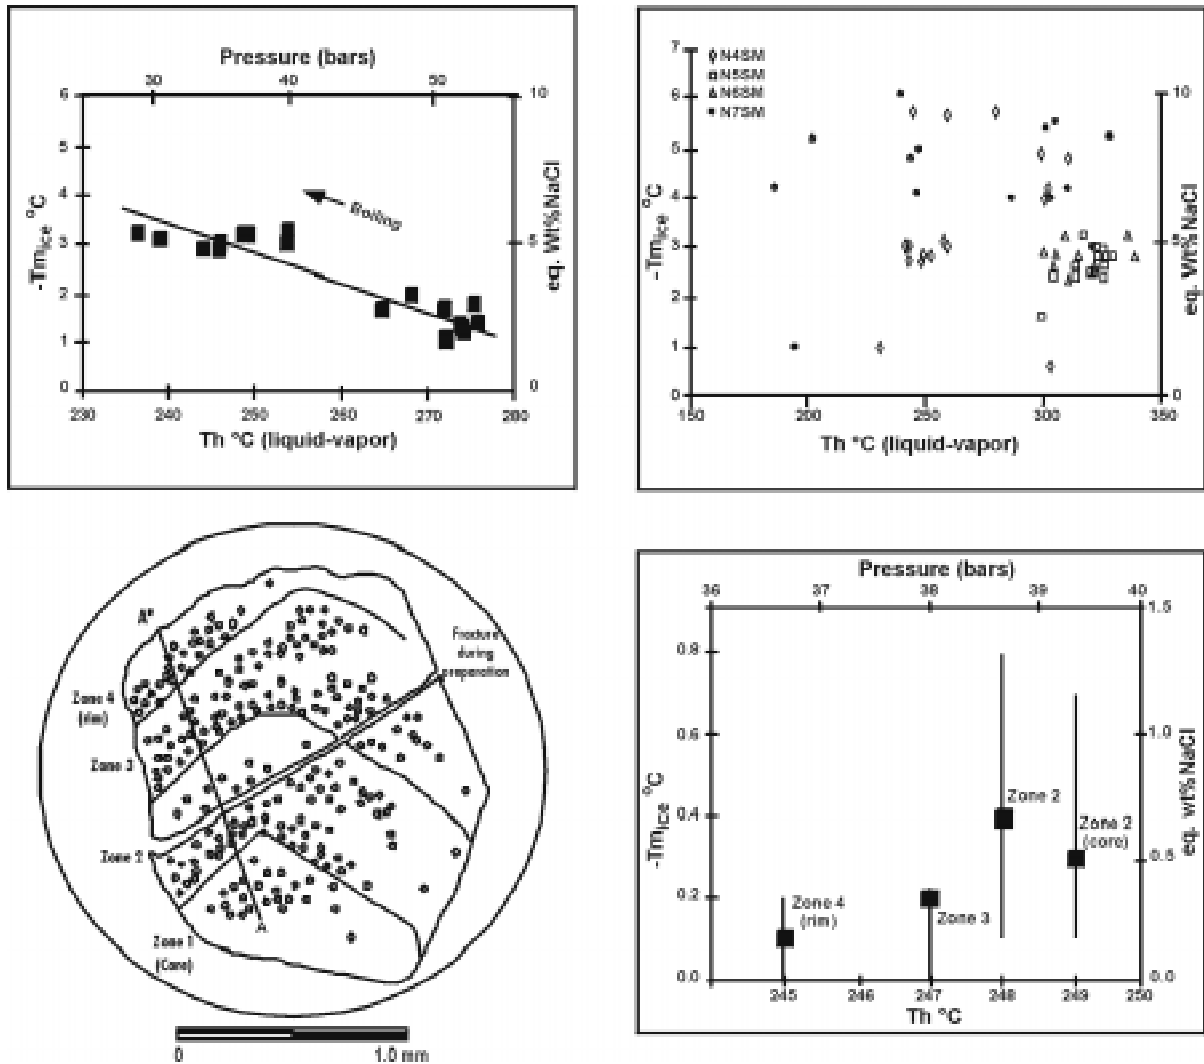 Pressure (bars)
30 40 50
6 10
5
4
3 5
2
1
0 0
-Tm ice °C
eq. Wt%NaCl
Boiling
230 240 250 260 270 280
Th °C (liquid-vapor)
7
6 10
5
4
3 5
2
1
0 0
-Tm ice °C
eq. Wt%NaCl
N4SM
N5SM
N6SM
N7SM
150 200 250 300 350
Th °C (liquid-vapor)
Fracture
during
preparation
Zone 4
(rim)
Zone 3
Zone 2
Zone 1
(Core)
A
0 1.0 mm
Pressure (bars)
36 37 38 39 40
1.5
0.8
0.6 1.0
0.4
0.5
0.2
0.0 0.0
-Tm ice °C
eq. wt%NaCl
Zone 2
Zone 2
(core)
Zone 4
(rim)
Zone 3
245 246 247 248 249 250
Th °C